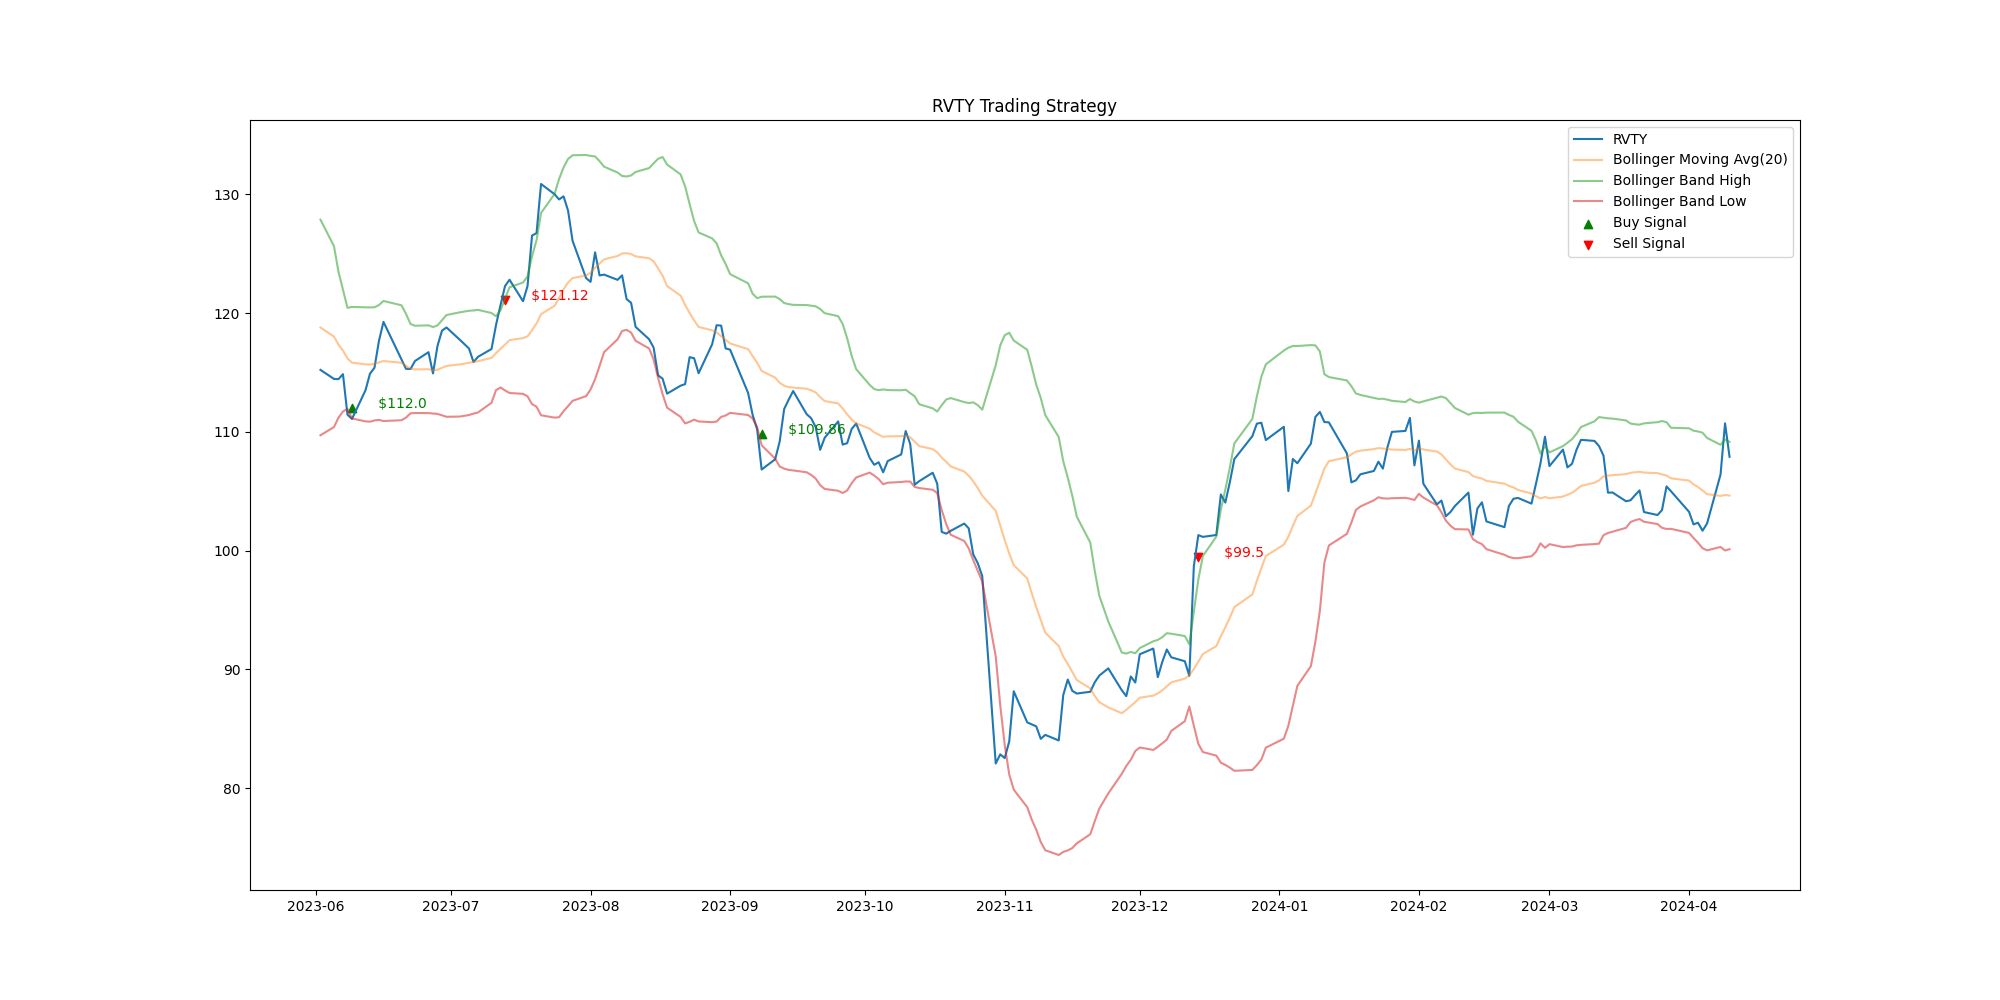 RVTY Trading Strategy
RVTY
Bollinger Moving Avg(20)
Bollinger Band High
Bollinger Band Low
Buy Signal
Sell Signal
130
120
110
100
90
80
$121.12
$112.0
$109.86
$99.5
2023-06 2023-07 2023-08 2023-09 2023-10 2023-11 2023-12 2024-01 2024-02 2024-03 2024-04